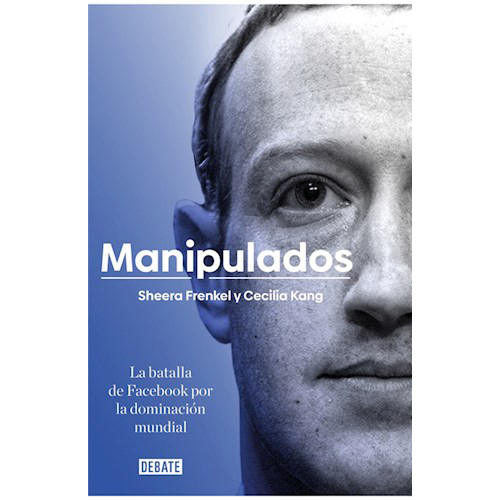 Manipulados
Sheera Frenkel y Cecilia Kang
La batalla
de Facebook por
la dominación
mundial
DEBATE